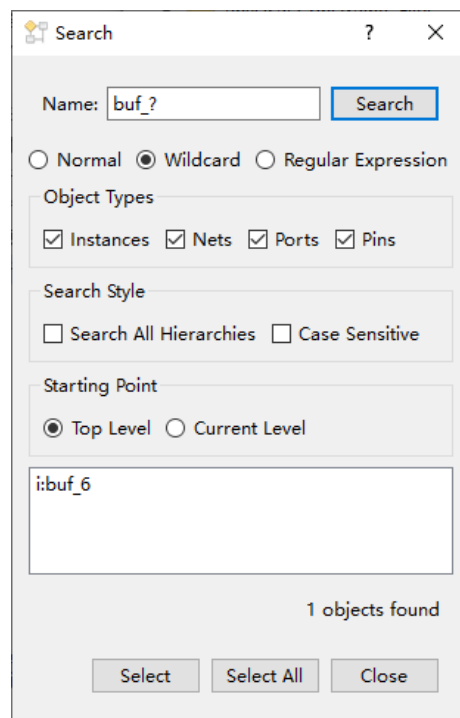 Search ?
Name: buf_? Search
Normal Wildcard Regular Expression
Object Types
Instances Nets Ports Pins
Search Style
Search All Hierarchies Case Sensitive
Starting Point
Top Level Current Level
i:buf_6
1 objects found
Select Select All Close